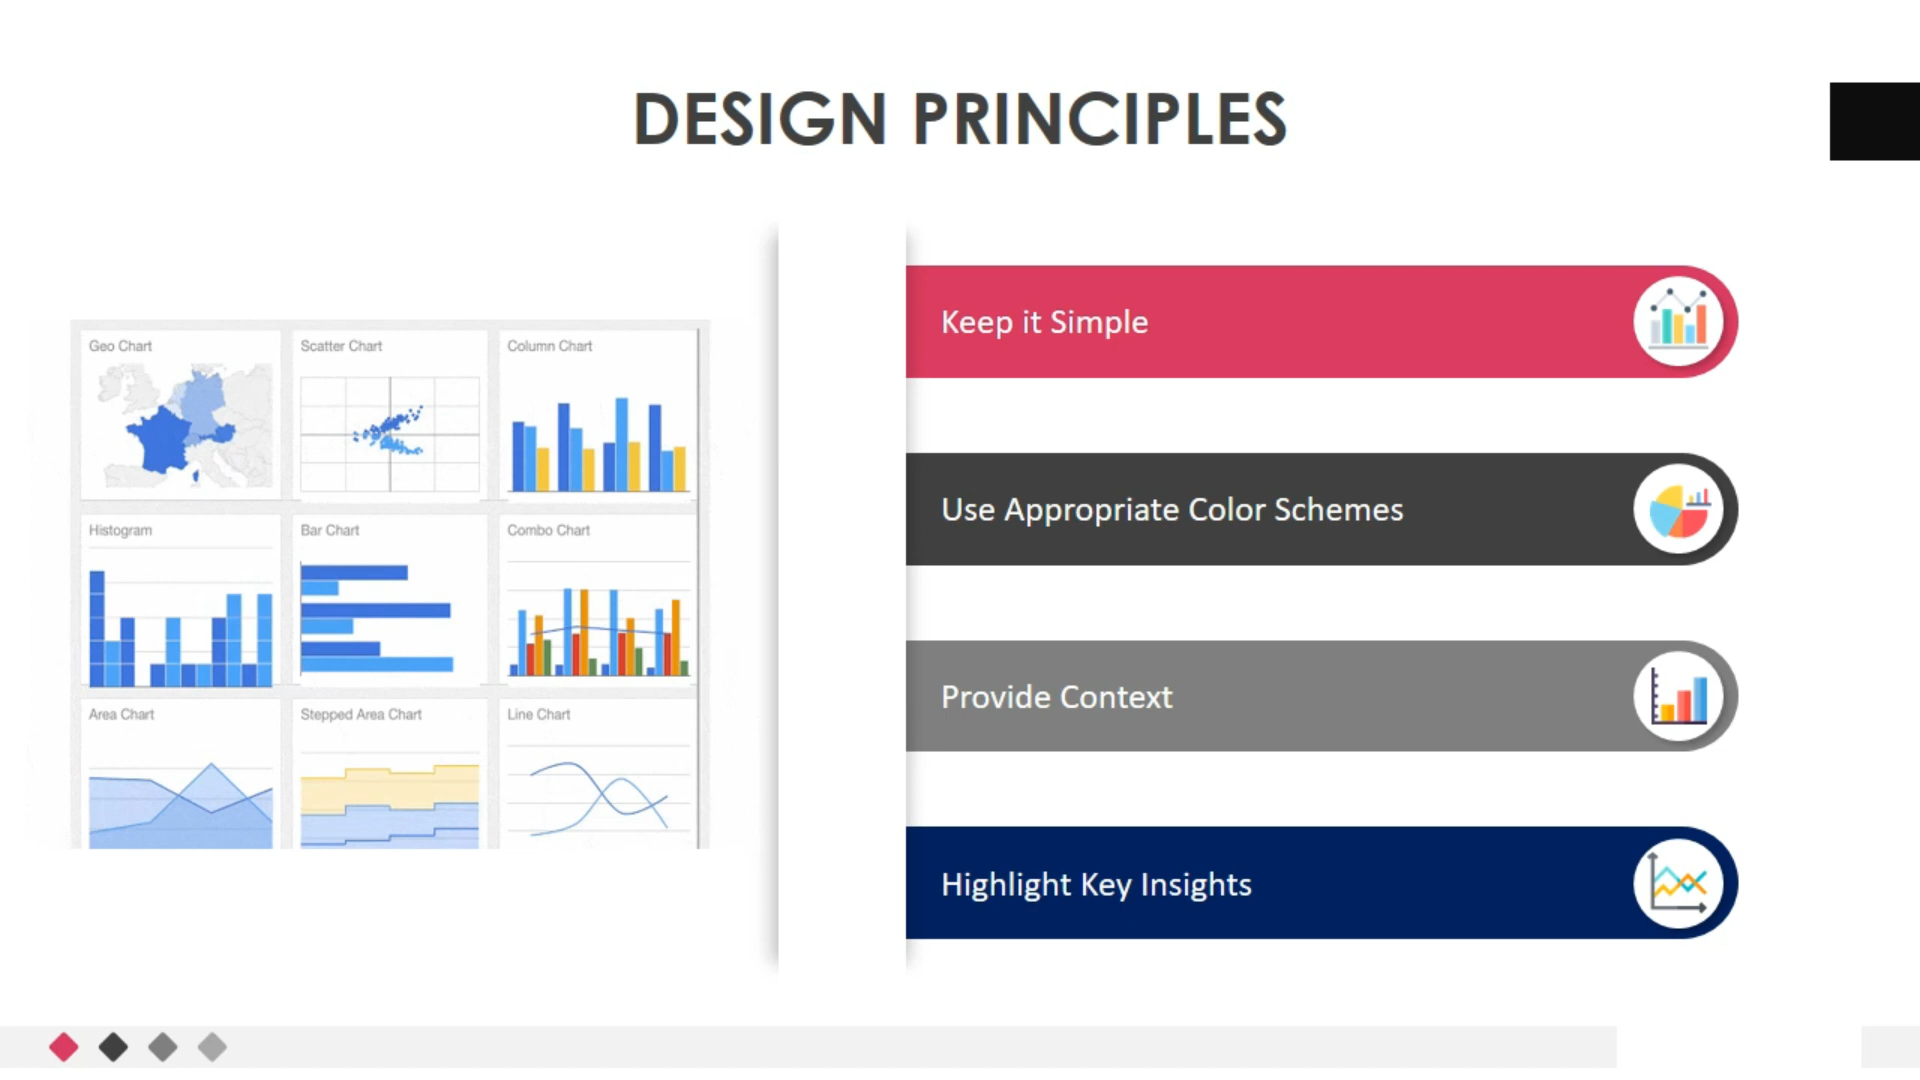 DESIGN PRINCIPLES
Geo Chart
Scatter Chart
Column Chart
Histogram
Bar Chart
Combo Chart
Area Chart
Stepped Area Chart
Line Chart
Keep it Simple
Use Appropriate Color Schemes
Provide Context
Highlight Key Insights